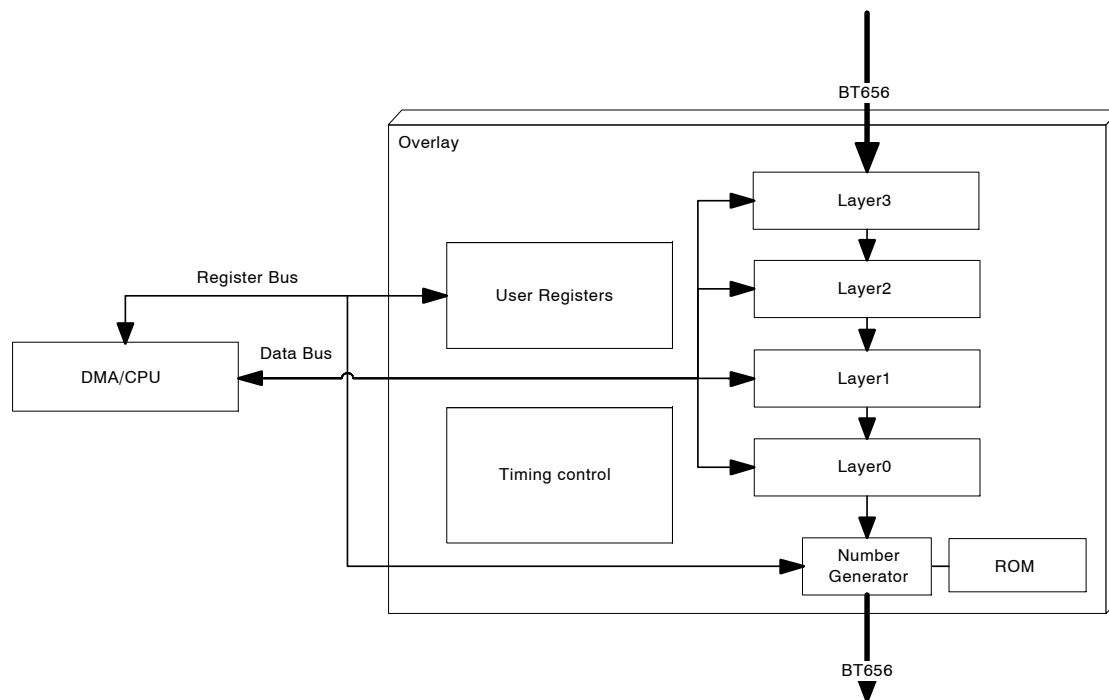 BT656
Overlay
Layer3
Register Bus
User Registers
Layer2
Data Bus
DMA/CPU
Layer1
Timing control
Layer0
Number
Generator
ROM
BT656